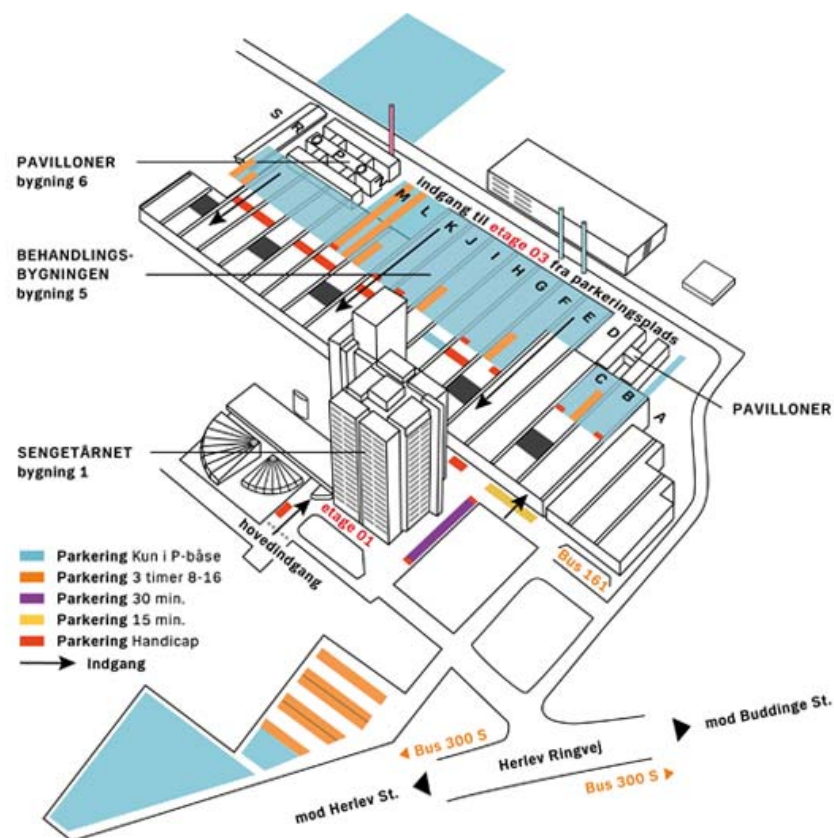 S
R
O
P
O
N
PAVILLONER
bygning 6
M
L
K
J
I
H
G
F
E
D
C
B
A
indgang til etage 03 fra parkeringsplads
BEHANDLINGS-
BYGNINGEN
bygning 5
PAVILLONER
SENGETÅRNET
bygning 1
etage 01
hovedindgang
Bus 161
Parkering Kun i P-båse
Parkering 3 timer 8-16
Parkering 30 min.
Parkering 15 min.
Parkering Handicap
Indgang
mod Buddinge St.
Bus 300 S
Herlev Ringvej
Bus 300 S
mod Herlev St.